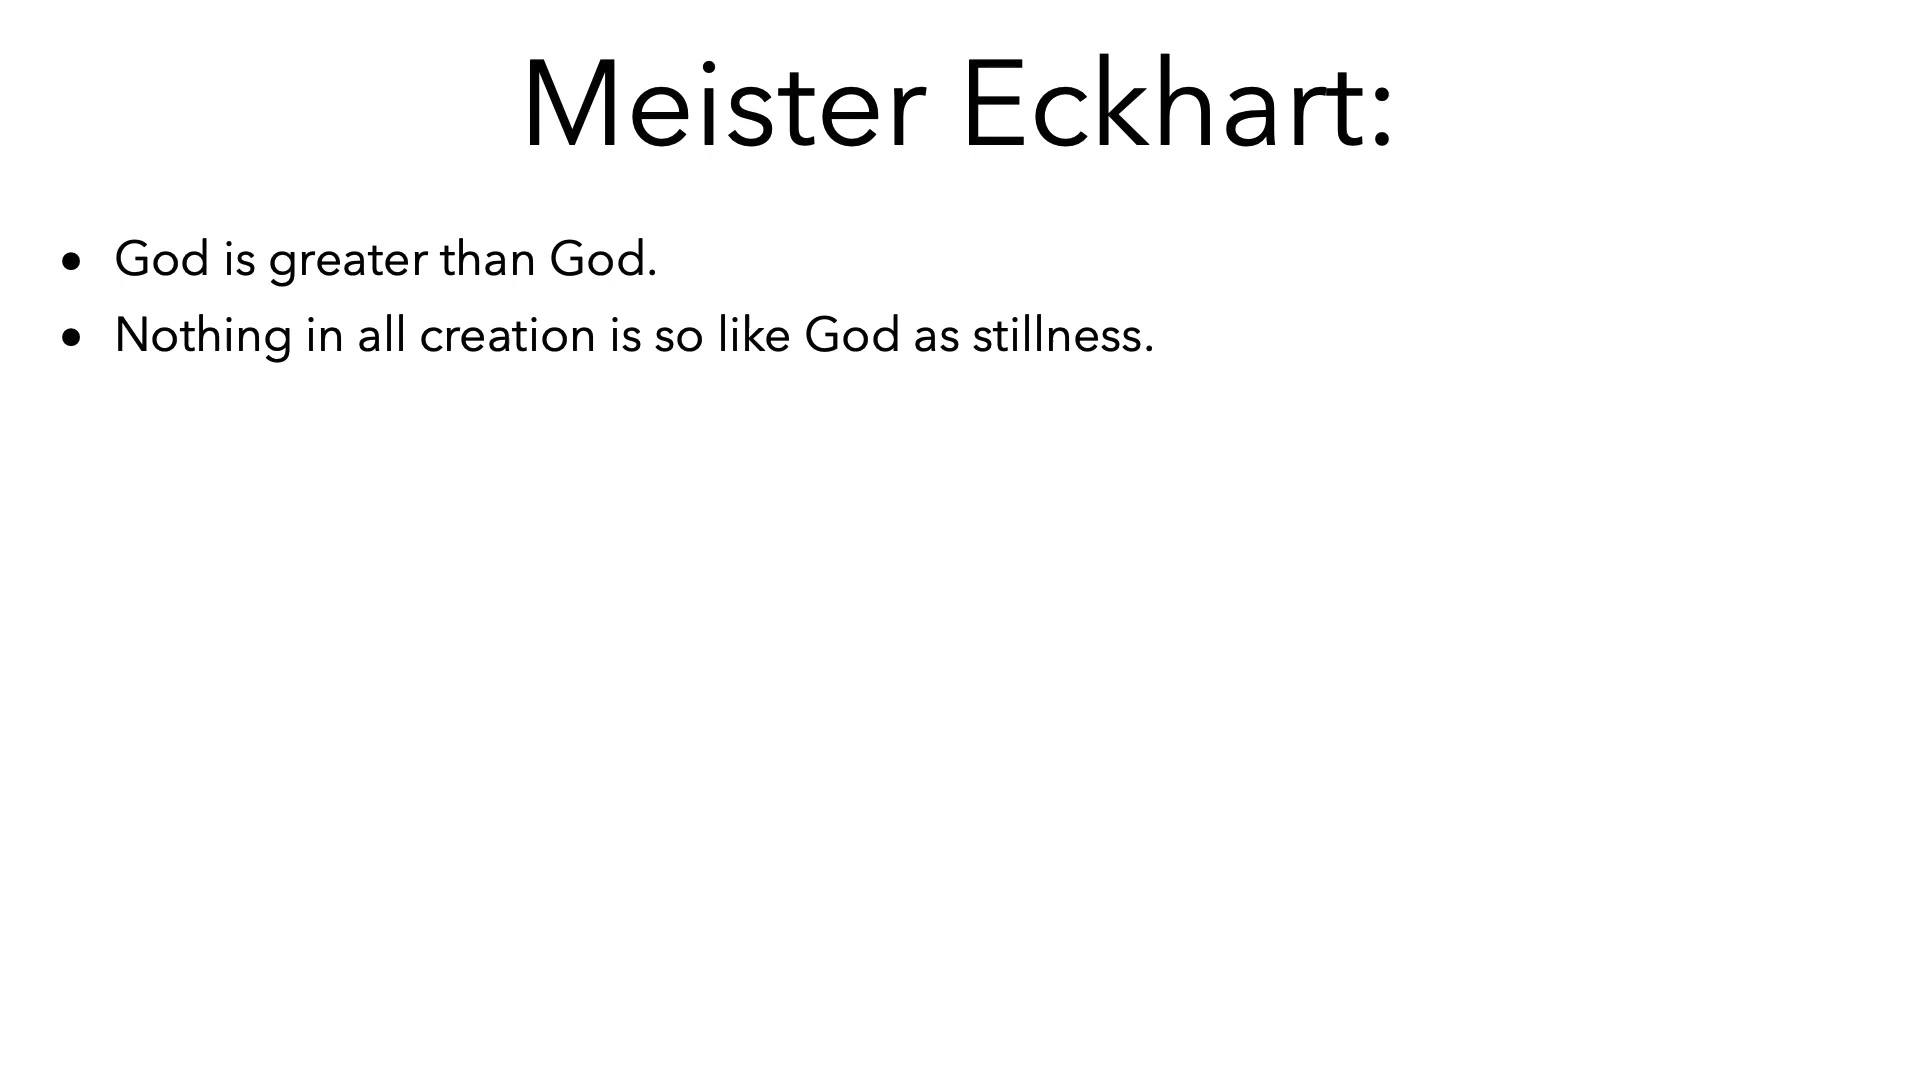 Meister Eckhart:
• God is greater than God.
• Nothing in all creation is so like God as stillness.